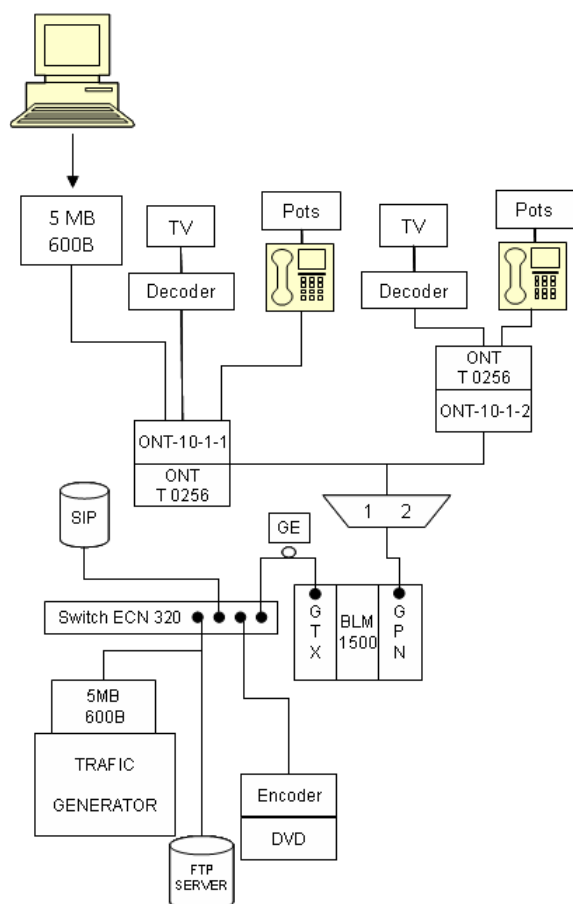 5 MB
600B
TV
Decoder
Pots
TV
Decoder
Pots
ONT
T 0256
ONT-10-1-2
ONT-10-1-1
ONT
T 0256
1 2
SIP
GE
Switch ECN 320
GTX
BLM
1500
GPN
5MB
600B
TRAFIC
GENERATOR
Encoder
DVD
FTP
SERVER